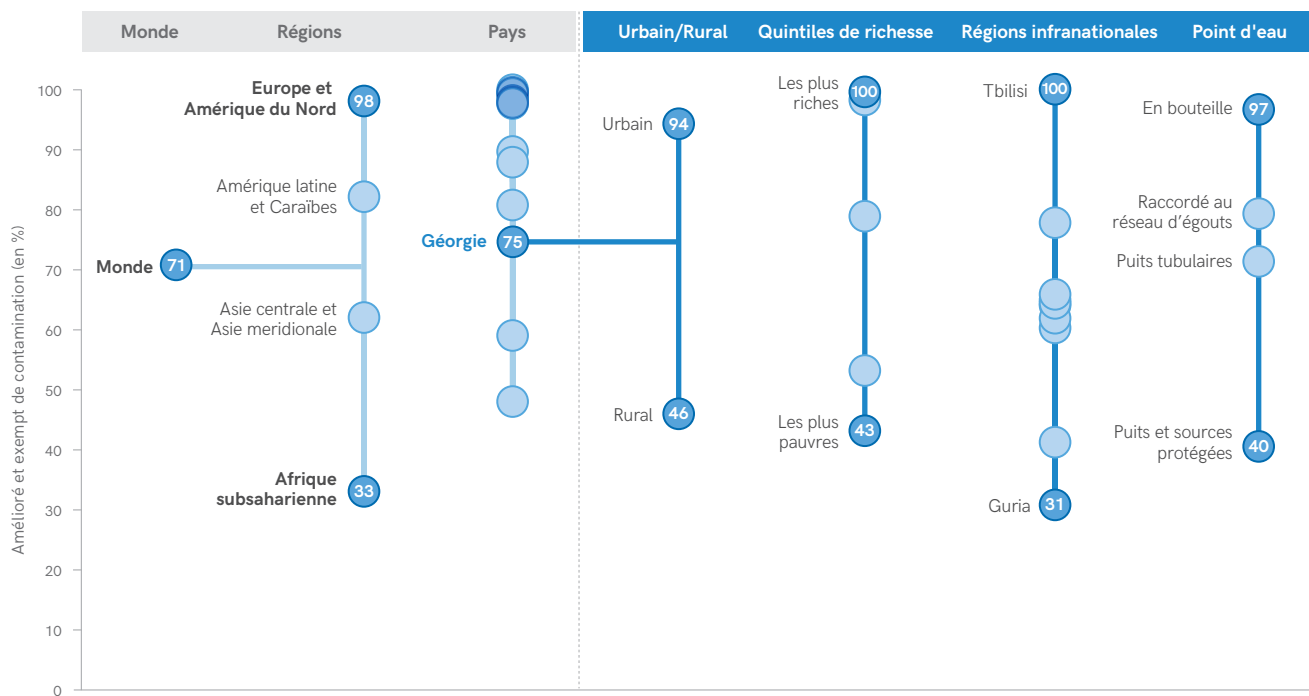 Monde
Régions
Pays
Urbain/Rural
Quintiles de richesse
Régions infranationales
Point d'eau
Amélioré et exempt de contamination (en %)
100
90
80
70
60
50
40
30
20
10
0
Monde
71
Europe et
Amérique du Nord
98
Amérique latine
et Caraïbes
Asie centrale et
Asie meridionale
Afrique
subsaharienne
33
Géorgie
75
Urbain
94
Rural
46
Les plus
riches
100
Les plus
pauvres
43
Tbilisi
100
Guria
31
En bouteille
97
Raccordé au
réseau d’égouts
Puits tubulaires
Puits et sources
protégées
40